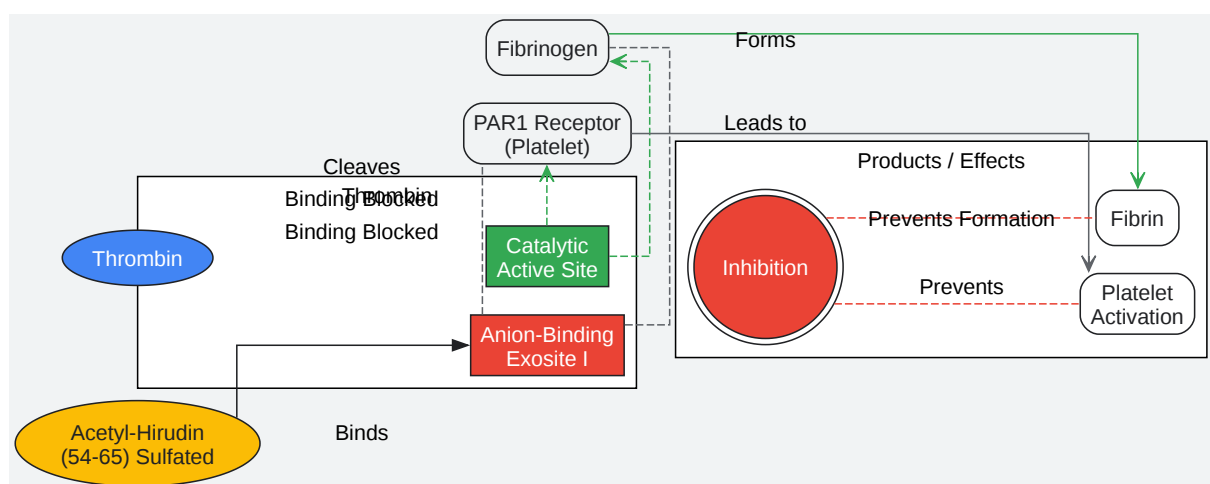 Fibrinogen
Forms
PAR1 Receptor
(Platelet)
Leads to
Products / Effects
Cleaves
Thrombin
Binding Blocked
Binding Blocked
Thrombin
Catalytic
Active Site
Inhibition
Prevents Formation
Fibrin
Prevents
Platelet
Activation
Anion-Binding
Exosite I
Acetyl-Hirudin
(54-65) Sulfated
Binds